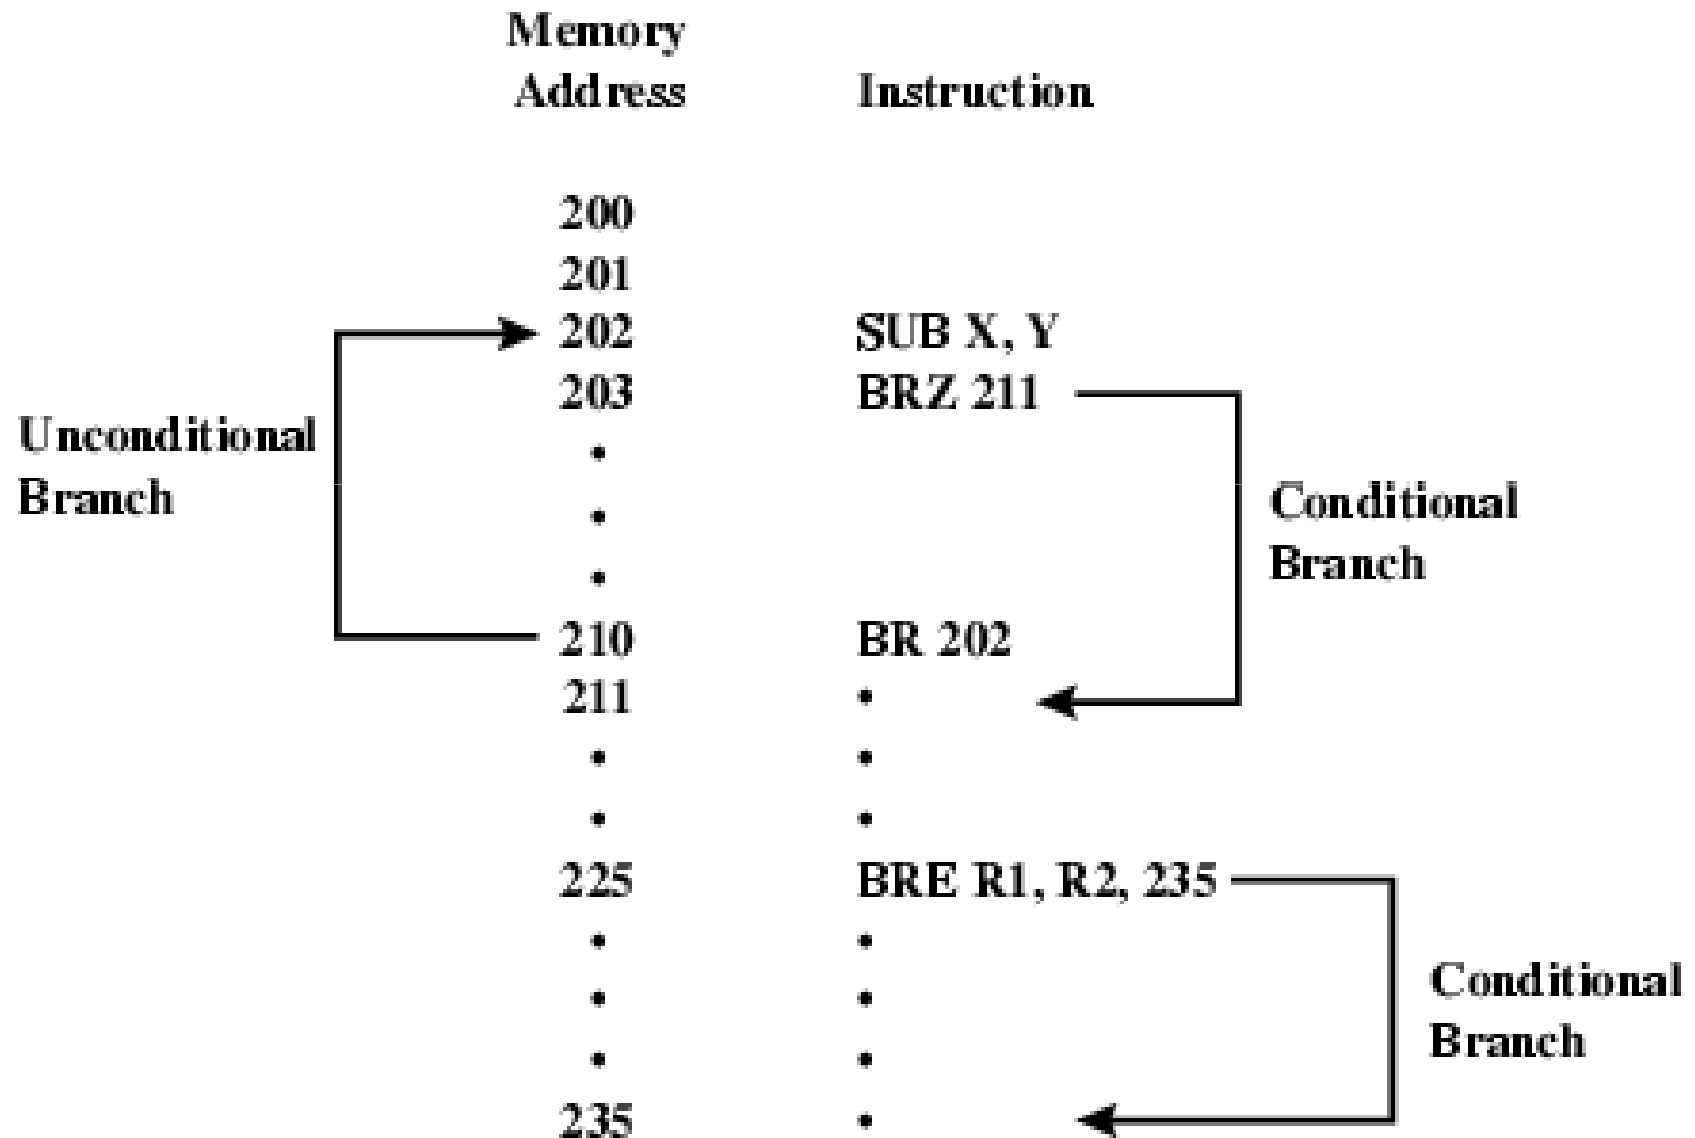 Memory
Address Instruction
200
201
202 SUB X, Y
203 BRZ 211
Unconditional
Branch
Conditional
Branch
210 BR 202
211
225 BRE R1, R2, 235
Conditional
Branch
235